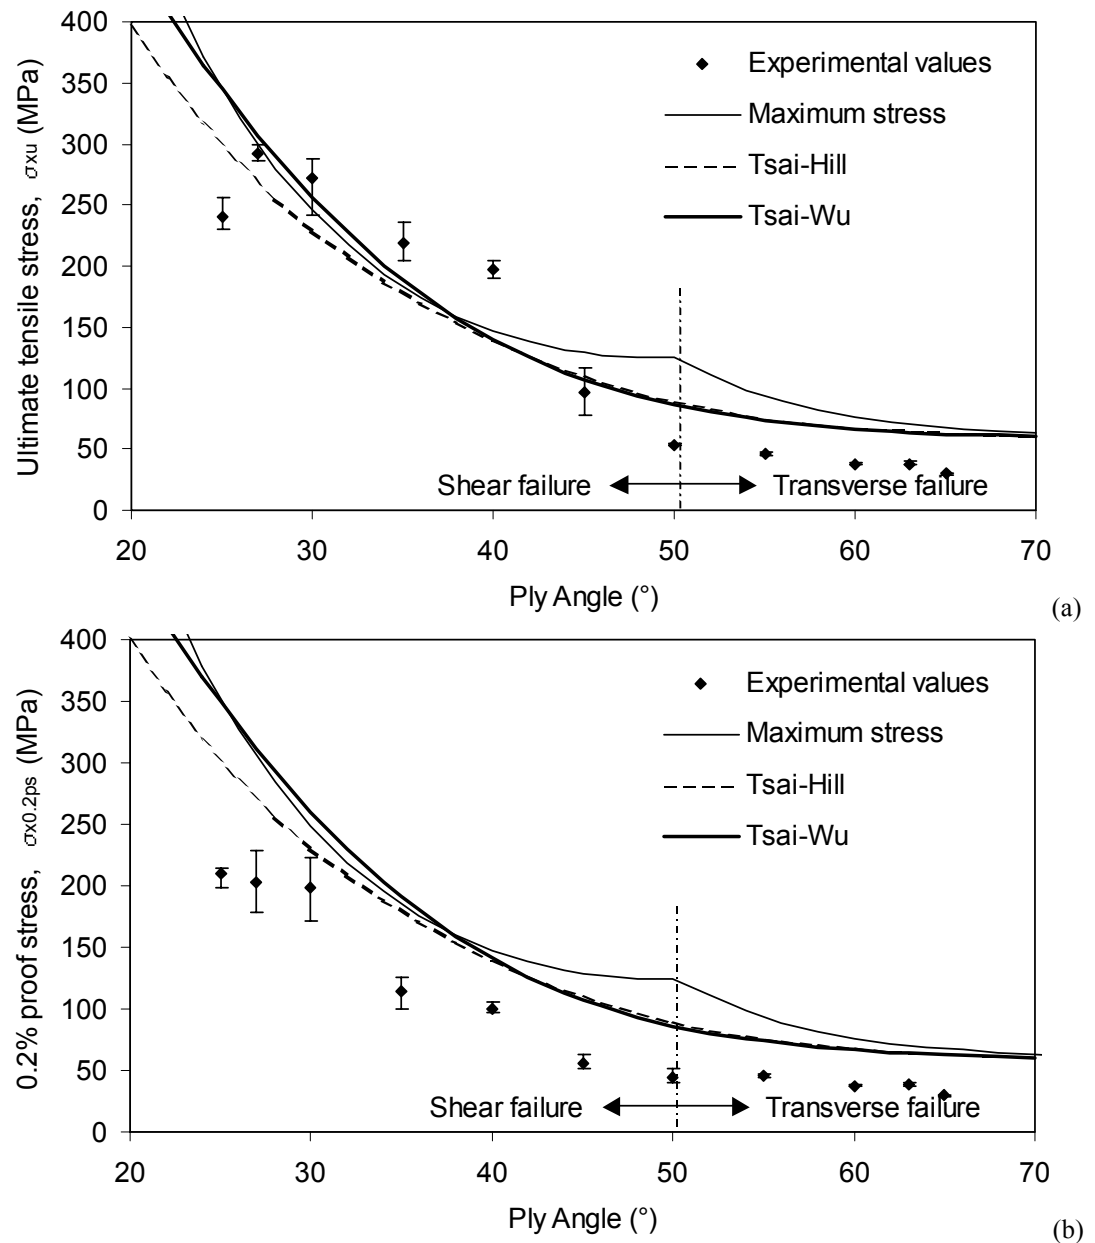 400
350
300
250
200
150
100
50
0
Ultimate tensile stress, σxu (MPa)
Experimental values
Maximum stress
Tsai-Hill
Tsai-Wu
Shear failure
Transverse failure
20 30 40 50 60 70
Ply Angle (°)
(a)
400
350
300
250
200
150
100
50
0
0.2% proof stress, σx0.2ps (MPa)
Experimental values
Maximum stress
Tsai-Hill
Tsai-Wu
Shear failure
Transverse failure
20 30 40 50 60 70
Ply Angle (°)
(b)